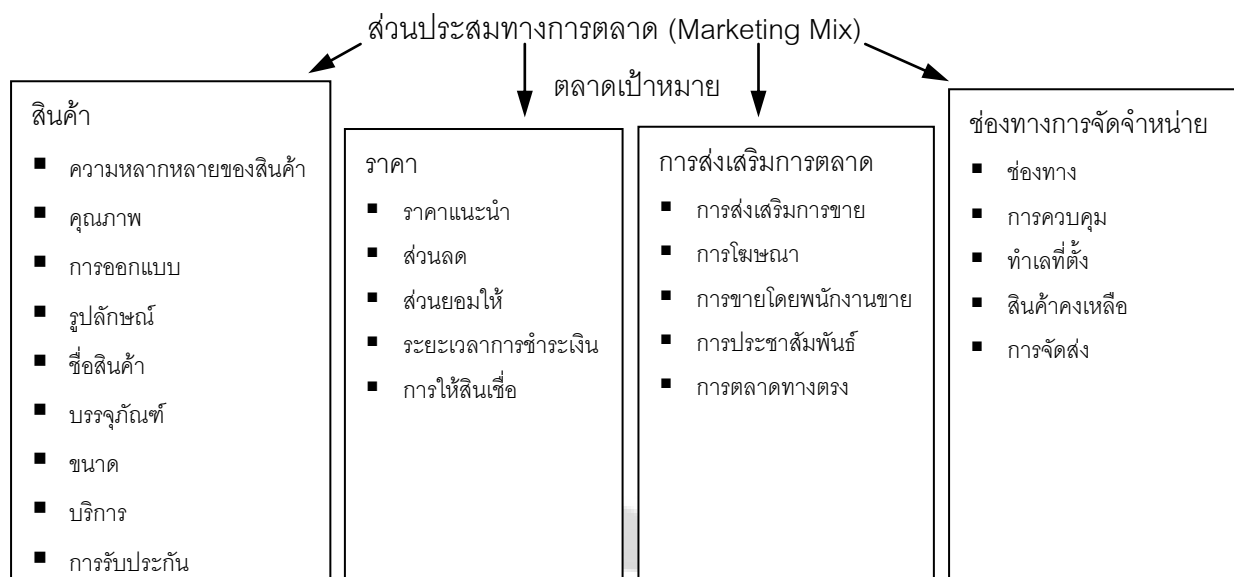 ส่วนประสมทางการตลาด (Marketing Mix)
ตลาดเป้าหมาย
สินค้า
ความหลากหลายของสินค้า
คุณภาพ
การออกแบบ
รูปลักษณ์
ชื่อสินค้า
บรรจุภัณฑ์
ขนาด
บริการ
การรับประกัน
ราคา
ราคาแนะนำ
ส่วนลด
ส่วนยอมให้
ระยะเวลาการชำระเงิน
การให้สินเชื่อ
การส่งเสริมการตลาด
การส่งเสริมการขาย
การโฆษณา
การขายโดยพนักงานขาย
การประชาสัมพันธ์
การตลาดทางตรง
ช่องทางการจัดจำหน่าย
ช่องทาง
การควบคุม
ทำเลที่ตั้ง
สินค้าคงเหลือ
การจัดส่ง